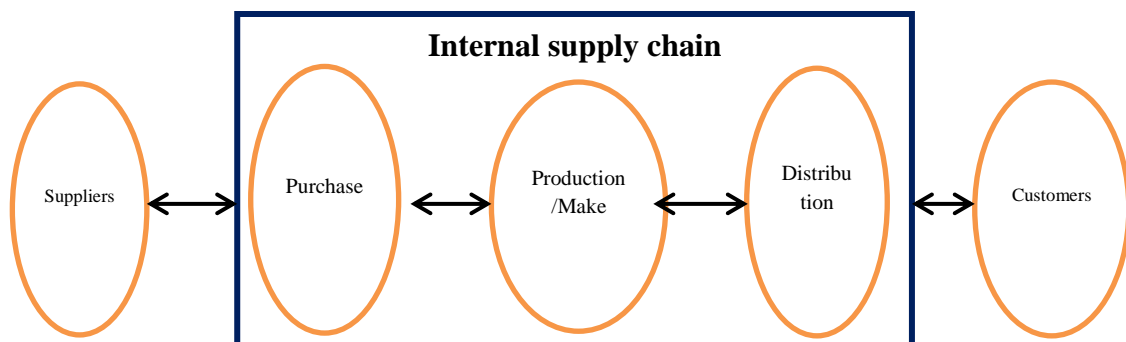 Internal supply chain
Suppliers
Purchase
Production
/Make
Distribu
tion
Customers